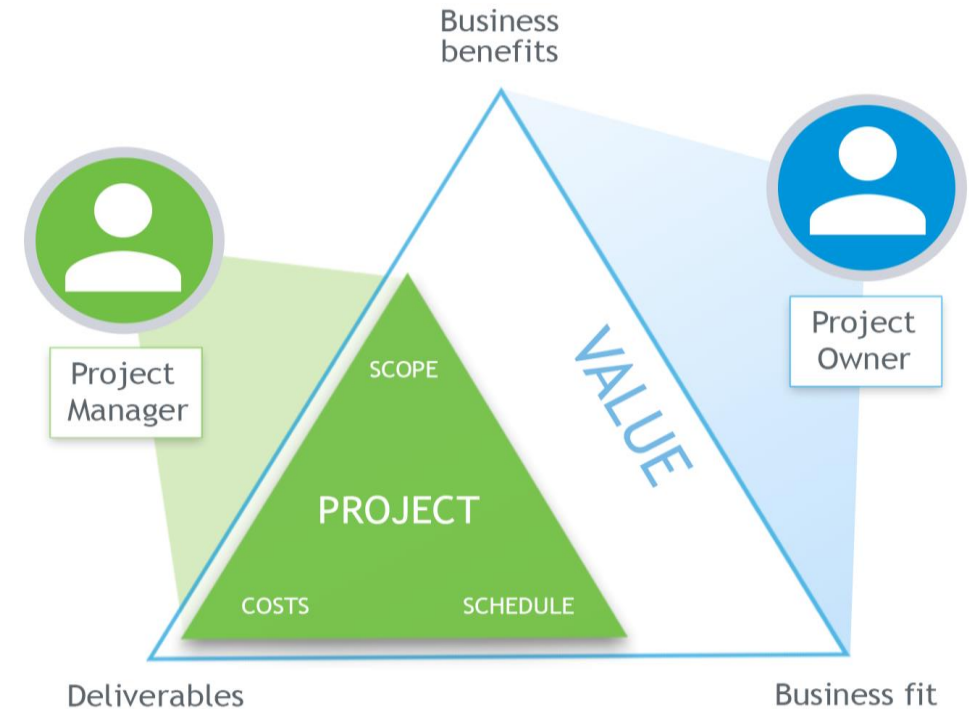 Business
benefits
Project
Owner
Project
Manager
SCOPE
VALUE
PROJECT
COSTS
SCHEDULE
Deliverables
Business fit